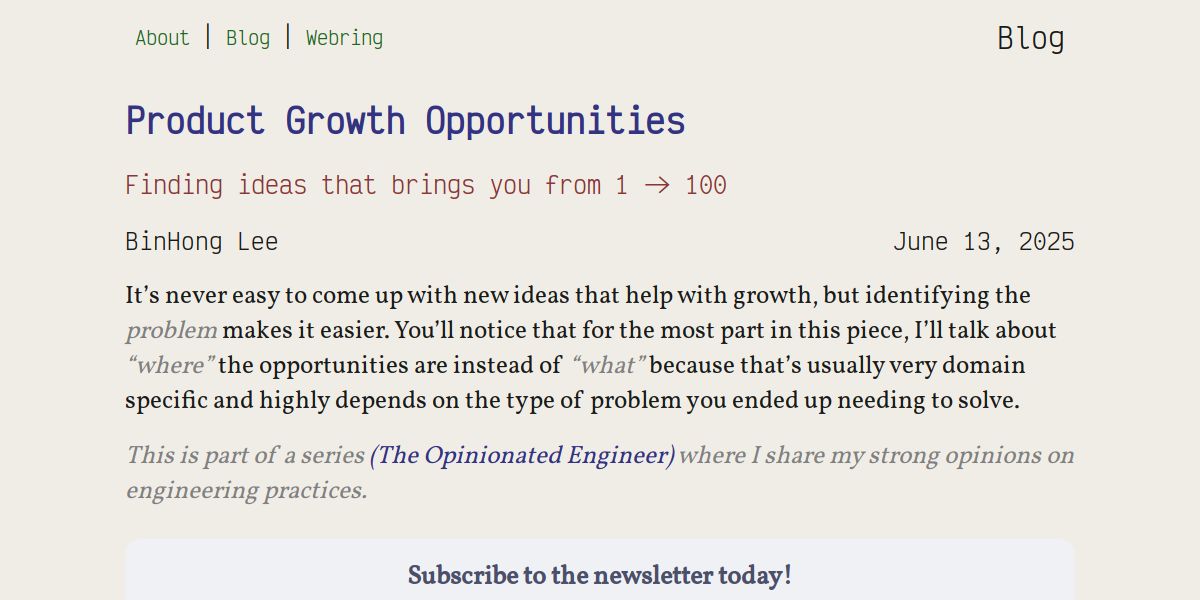 About | Blog | Webring
Blog
Product Growth Opportunities
Finding ideas that brings you from 1 → 100
BinHong Lee
June 13, 2025
It’s never easy to come up with new ideas that help with growth, but identifying the
problem makes it easier. You’ll notice that for the most part in this piece, I’ll talk about
“where” the opportunities are instead of “what” because that’s usually very domain
specific and highly depends on the type of problem you ended up needing to solve.
This is part of a series (The Opinionated Engineer) where I share my strong opinions on
engineering practices.
Subscribe to the newsletter today!